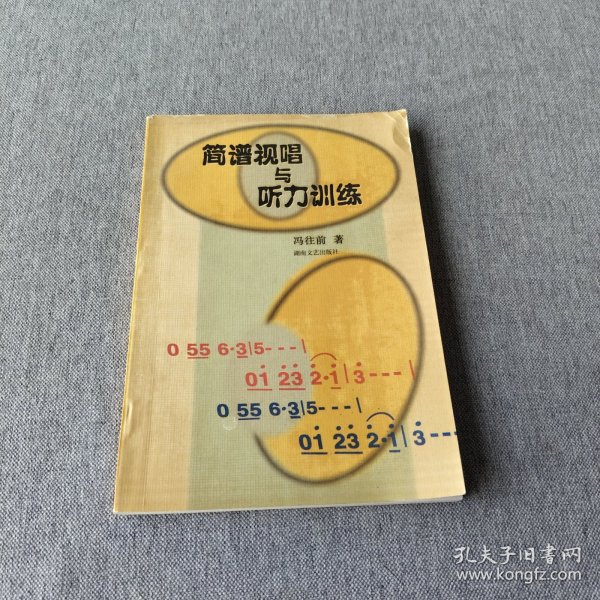 简谱视唱
与
听力训练
冯往前 著
湖南文艺出版社
0 55 6·3|5---|
01 23 2·1|3---|
0 55 6·3|5---|
01 23 2·1|3---
孔夫子旧书网
www.kongfz.com